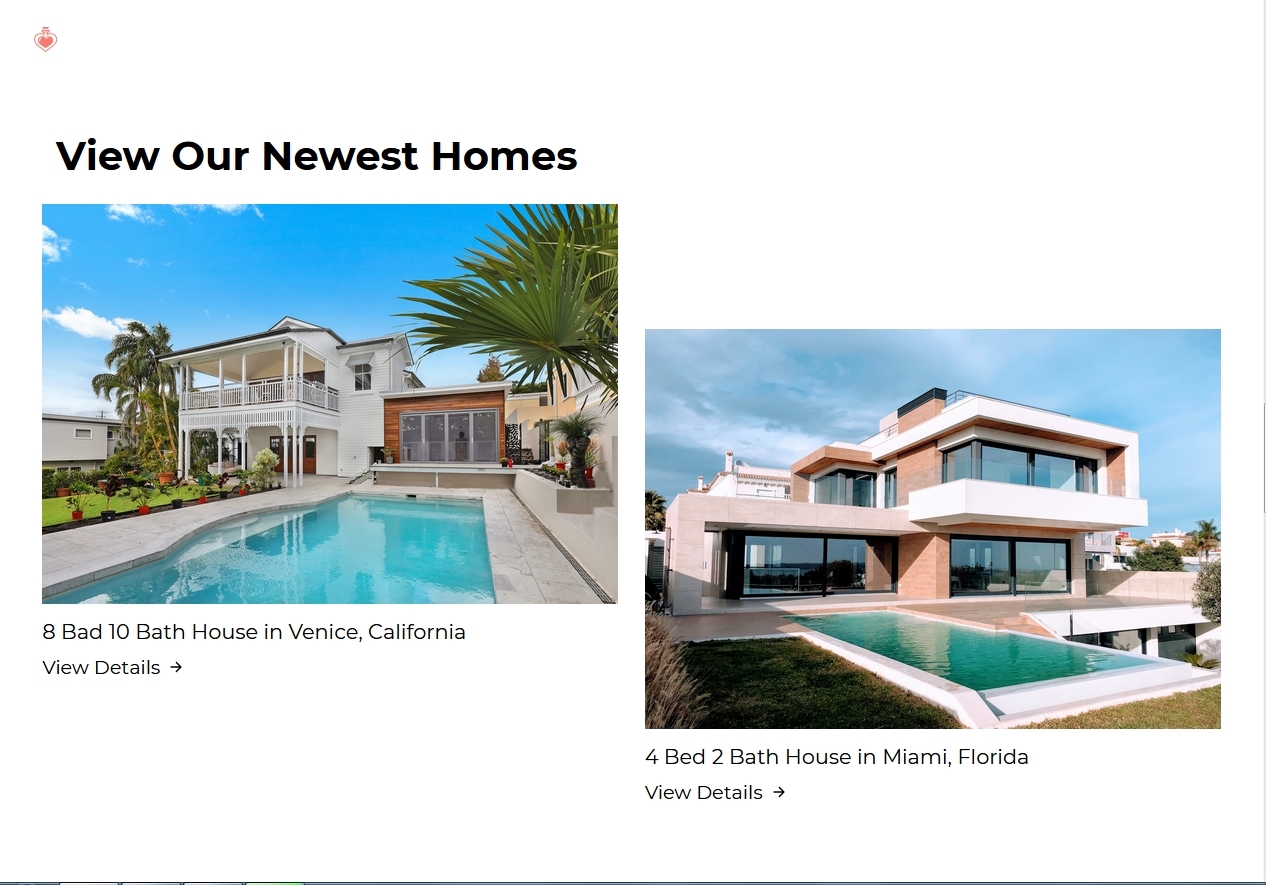 View Our Newest Homes
8 Bad 10 Bath House in Venice, California
View Details →
4 Bed 2 Bath House in Miami, Florida
View Details →